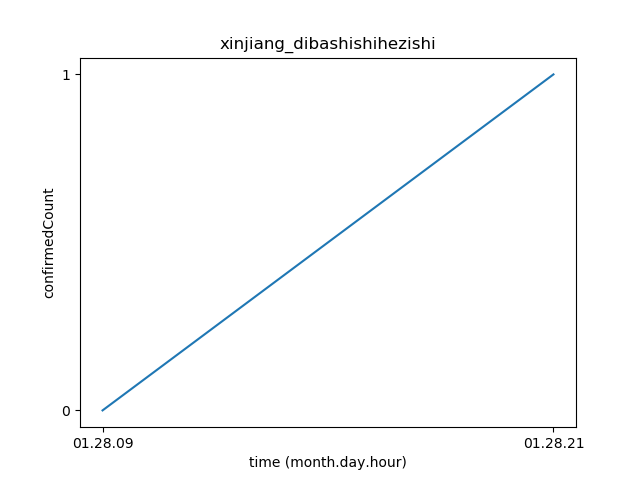 xinjiang_dibashishihezishi
1
confirmedCount
0
01.28.09
01.28.21
time (month.day.hour)